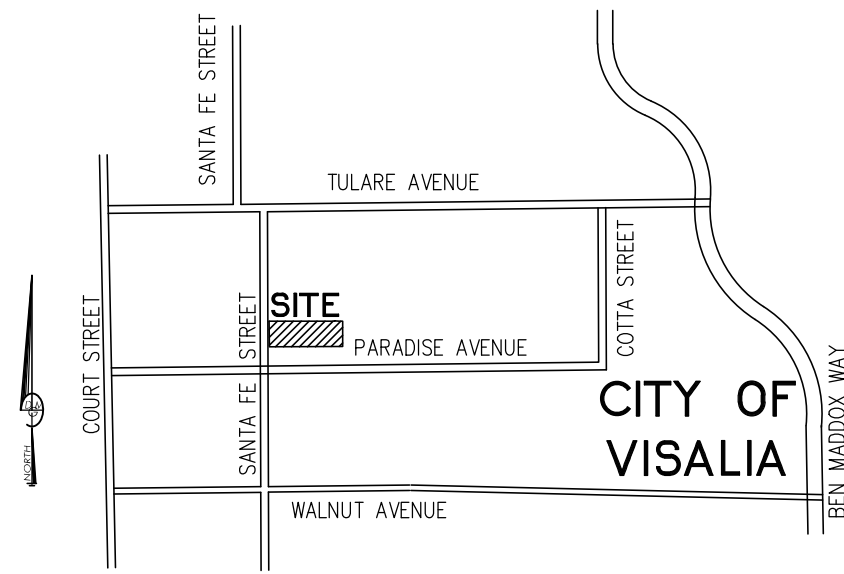 SANTA FE STREET
TULARE AVENUE
COTTA STREET
SITE
SANTA FE STREET
COURT STREET
PARADISE AVENUE
CITY OF
VISALIA
BEN MADDOX WAY
NORTH
WALNUT AVENUE